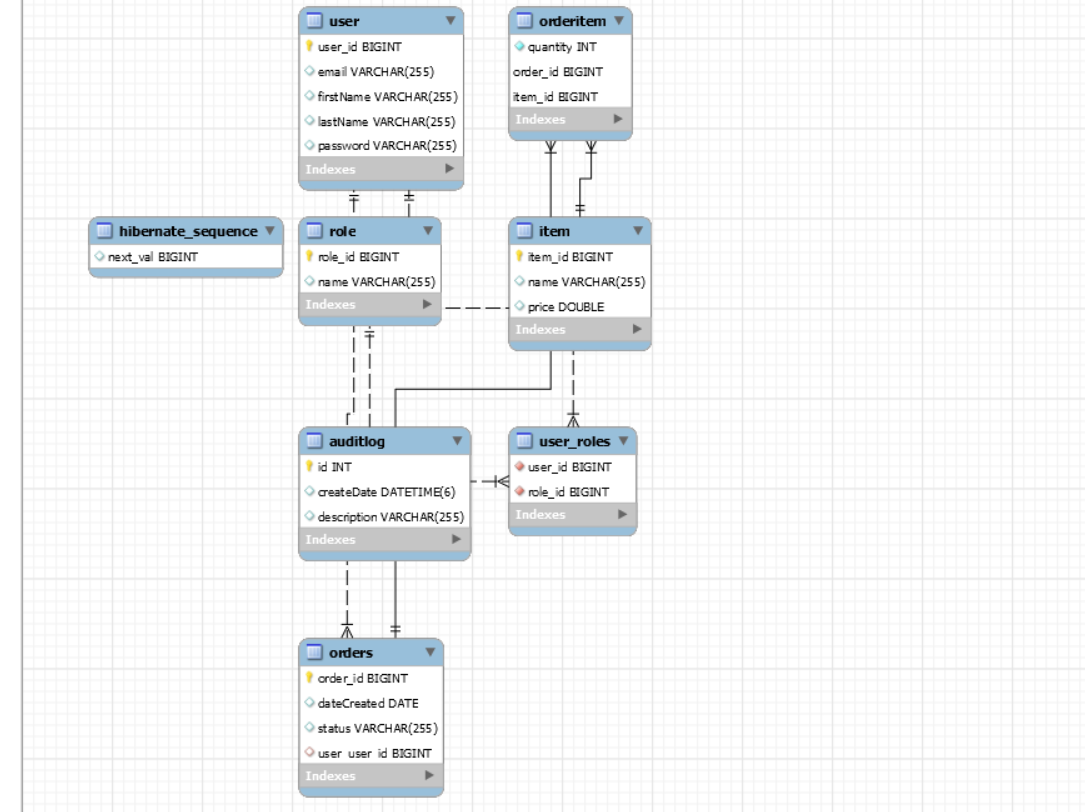 user
user_id BIGINT
email VARCHAR(255)
firstName VARCHAR(255)
lastName VARCHAR(255)
password VARCHAR(255)
Indexes
orderitem
quantity INT
order_id BIGINT
item_id BIGINT
Indexes
hibernate_sequence
next_val BIGINT
role
role_id BIGINT
name VARCHAR(255)
Indexes
item
item_id BIGINT
name VARCHAR(255)
price DOUBLE
Indexes
auditlog
id INT
createDate DATETIME(6)
description VARCHAR(255)
Indexes
user_roles
user_id BIGINT
role_id BIGINT
Indexes
orders
order_id BIGINT
dateCreated DATE
status VARCHAR(255)
user_user_id BIGINT
Indexes